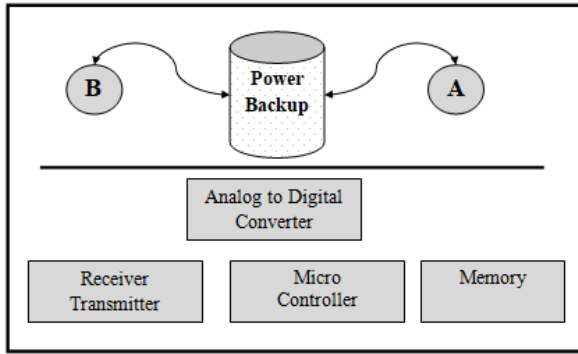 B
Power
Backup
A
Analog to Digital
Converter
Receiver
Transmitter
Micro
Controller
Memory